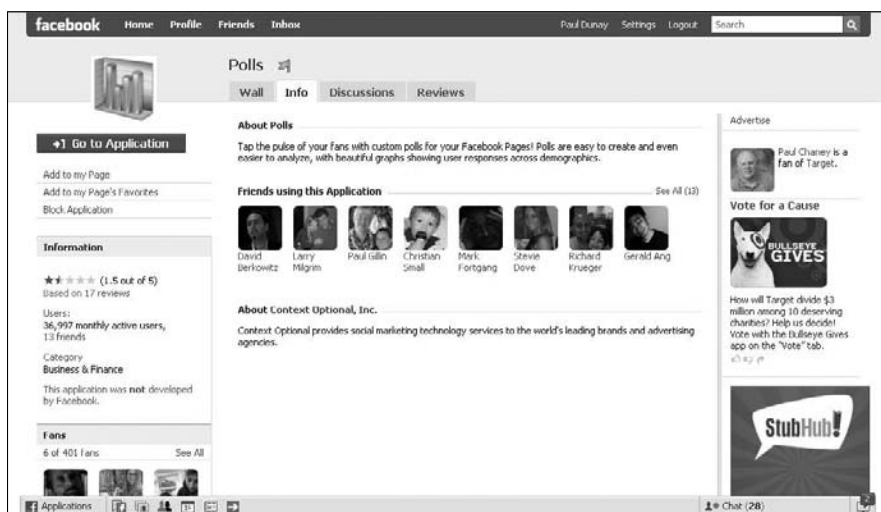 facebook Home Profile Friends Inbox Paul Dunay Settings Logout Search
Polls
Wall Info Discussions Reviews
Go to Application
Add to my Page
Add to my Page's Favorites
Block Application
Information
(1.5 out of 5)
Based on 17 reviews
Users:
36,997 monthly active users,
13 friends
Category
Business & Finance
This application was not developed
by Facebook.
Fans
6 of 401 fans See All
About Polls
Tap the pulse of your fans with custom polls for your Facebook Pages! Polls are easy to create and even
easier to analyze, with beautiful graphs showing user responses across demographics.
Friends using this Application See All (13)
David
Berkowitz
Larry
Milgrim
Paul Gillin
Christian
Small
Mark
Fortgang
Stevie
Dove
Richard
Krueger
Gerald Ang
About Context Optional, Inc.
Context Optional provides social marketing technology services to the world's leading brands and advertising
agencies.
Advertise
Paul Chaney is a
fan of Target.
Vote for a Cause
BULLSEYE
GIVES
How will Target divide $3
million among 10 deserving
charities? Help us decide!
Vote with the Bullseye Gives
app on the "Vote" tab.
StubHub!
Applications
31
Chat (28)
2